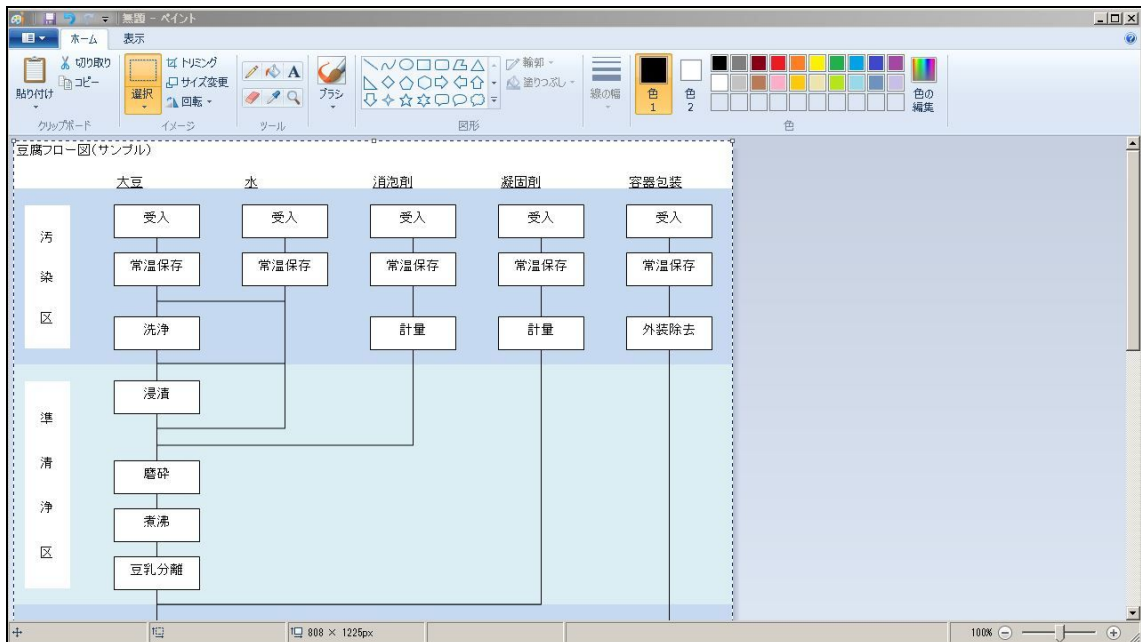 無題 - ペイント
ホーム 表示
貼り付け
切り取り
コピー
クリップボード
選択
トリミング
サイズ変更
回転
イメージ
A
ツール
ブラシ
輪郭
塗りつぶし
図形
線の幅
色
1
色
2
色の
編集
色
豆腐フロー図(サンプル)
大豆 水 消泡剤 凝固剤 容器包装
汚染区
受入 受入 受入 受入 受入
常温保存 常温保存 常温保存 常温保存 常温保存
洗浄 計量 計量 外装除去
準清浄区
浸漬
磨砕
煮沸
豆乳分離
808 × 1225px
100%